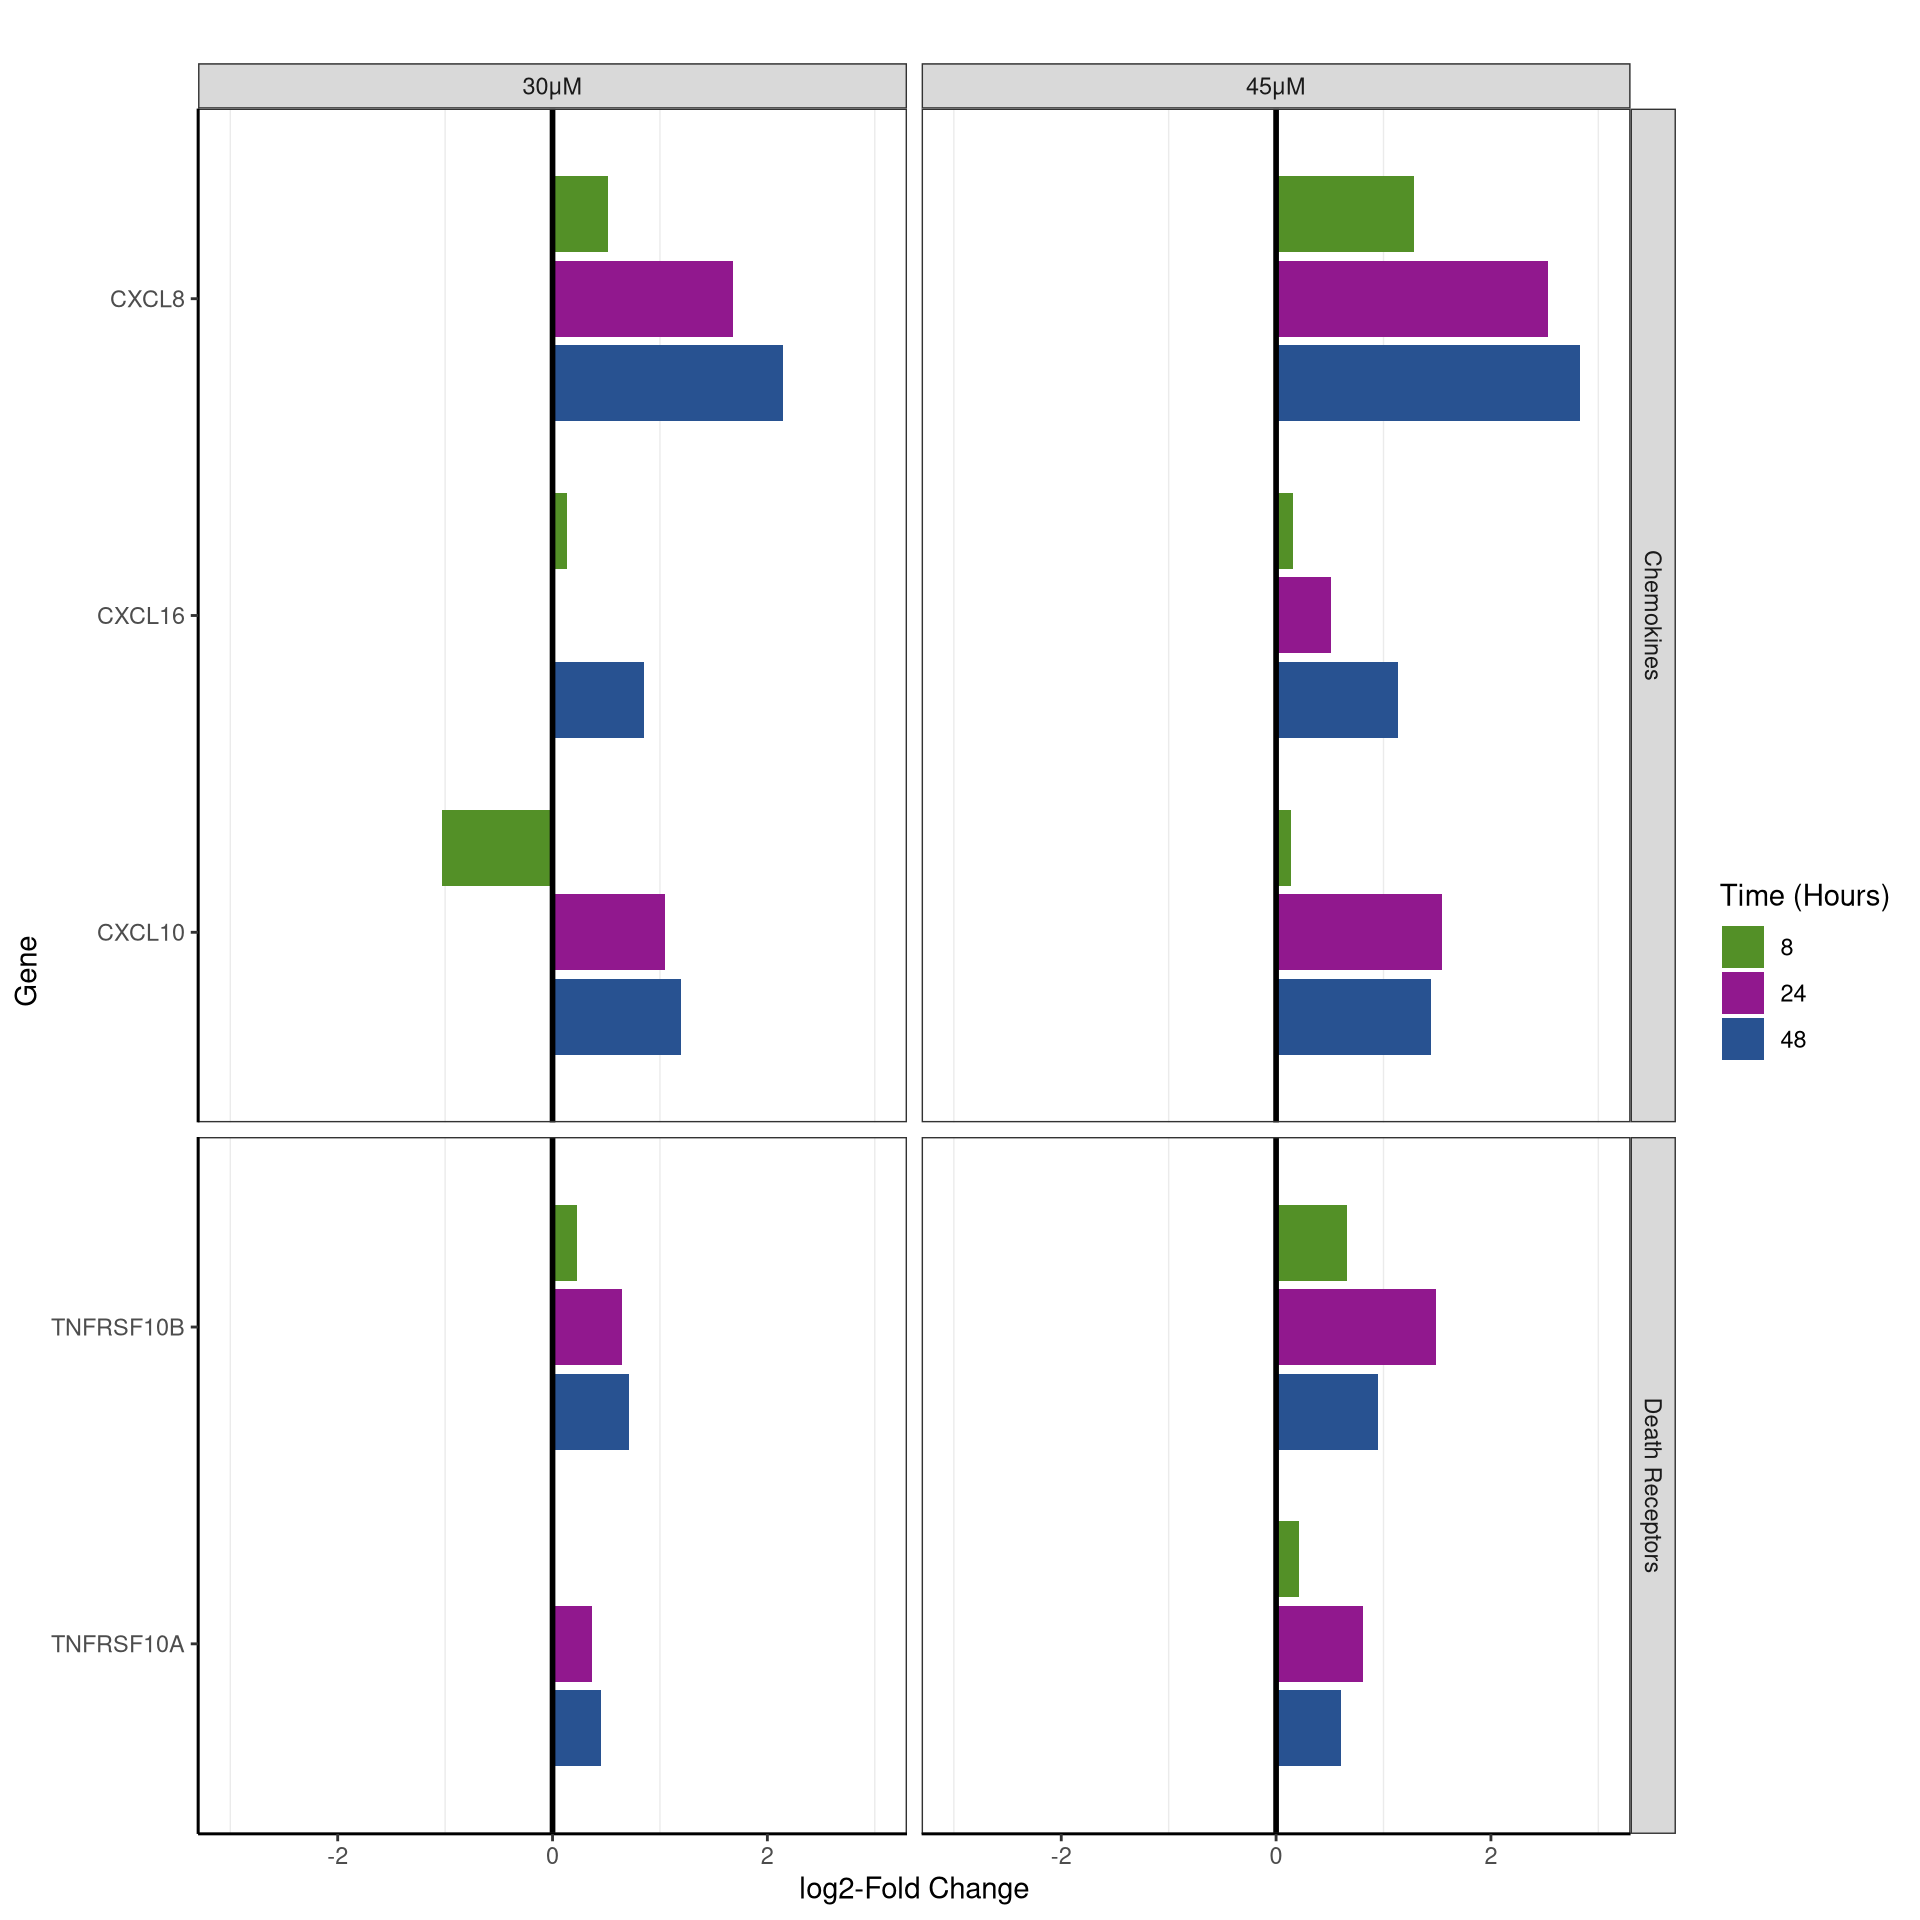 30µM
45µM
CXCL8
CXCL16
CXCL10
TNFRSF10B
TNFRSF10A
Gene
Chemokines
Death Receptors
Time (Hours)
8
24
48
-2 0 2
-2 0 2
log2-Fold Change